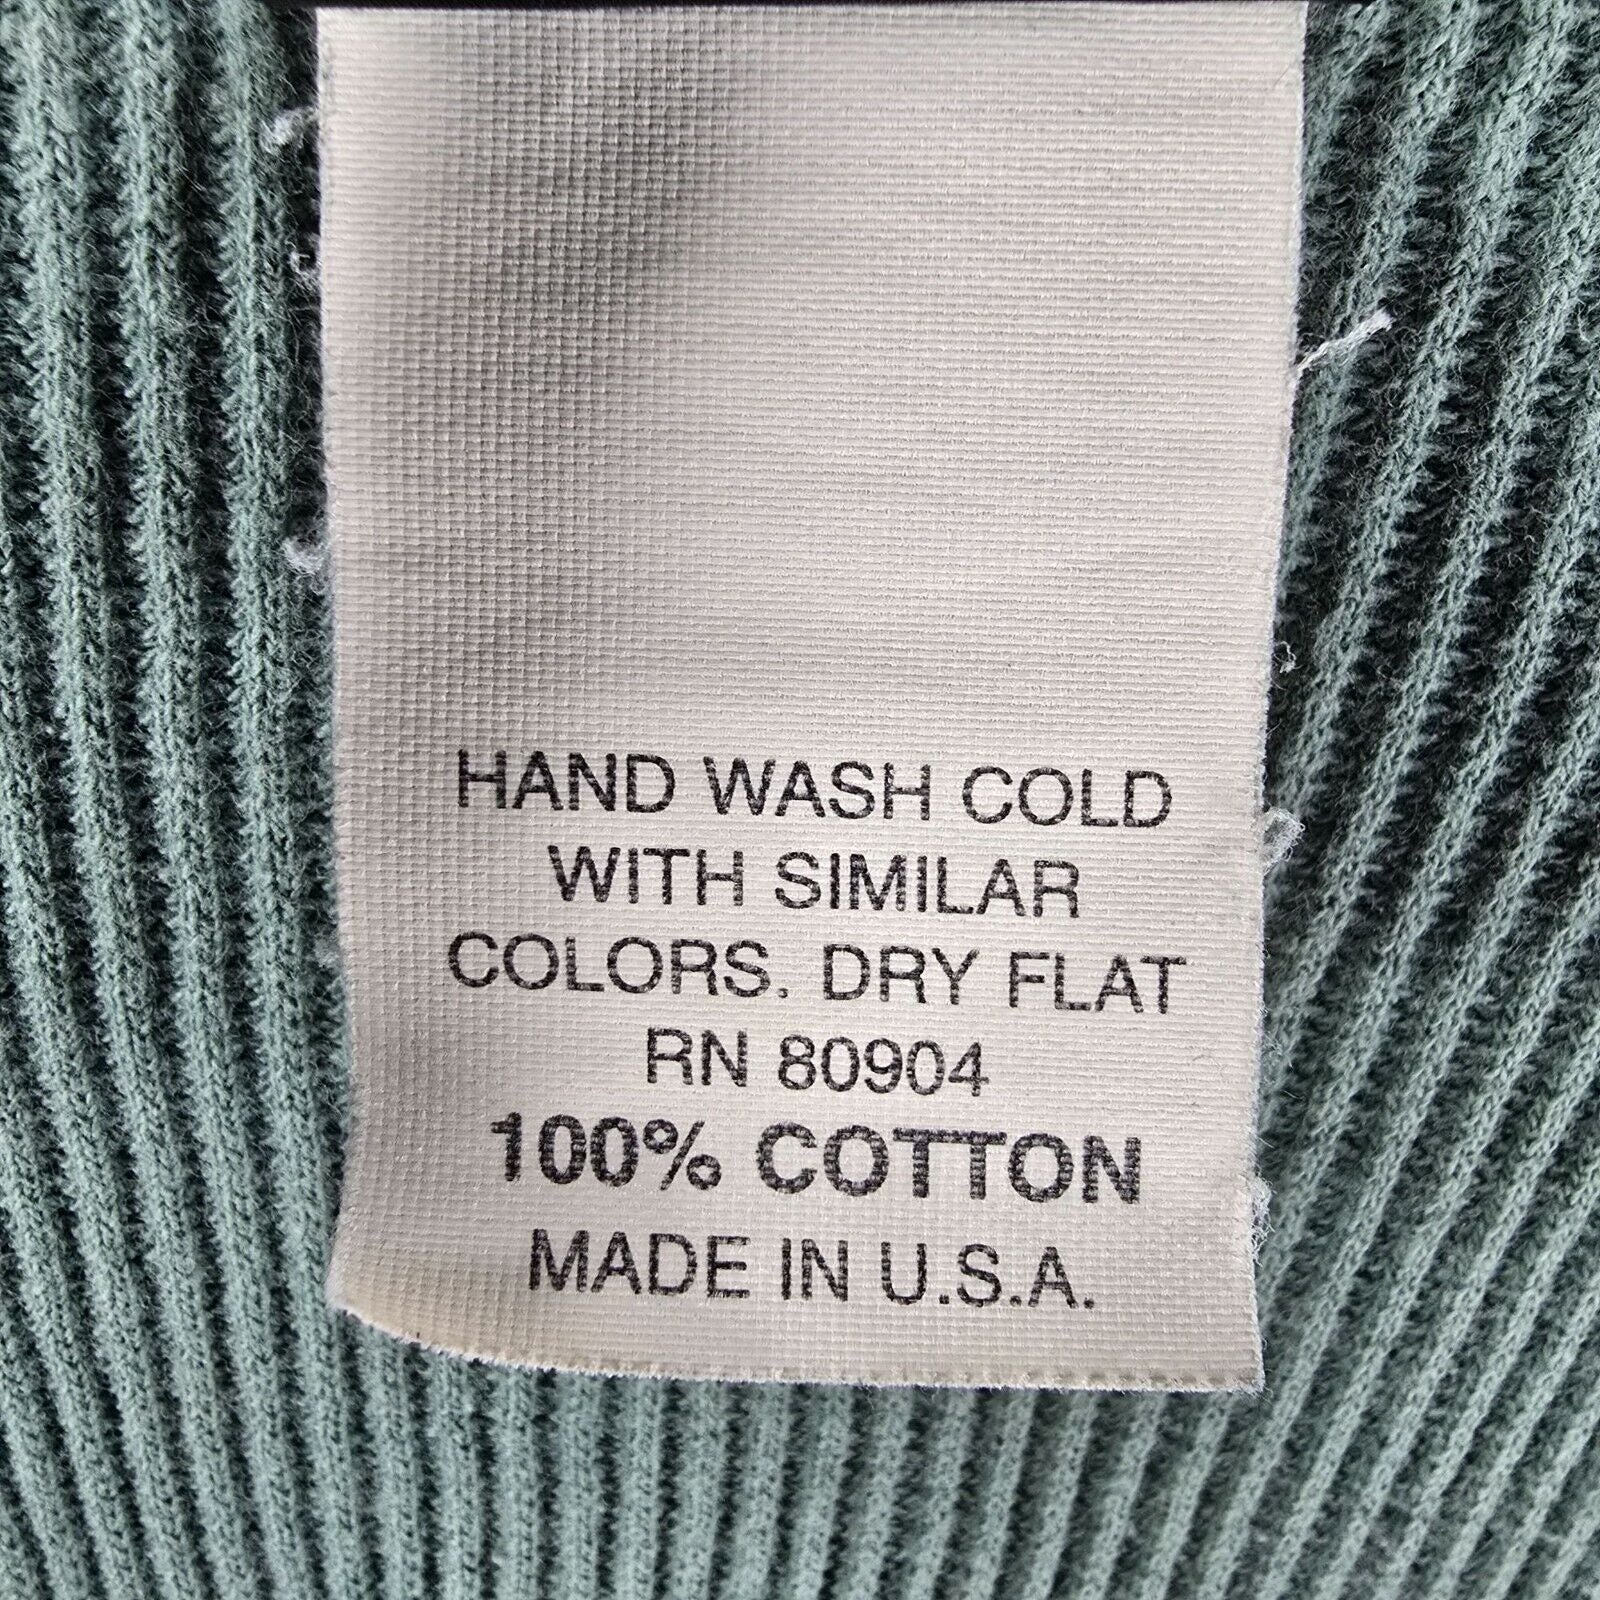 HAND WASH COLD
WITH SIMILAR
COLORS. DRY FLAT
RN 80904
100% COTTON
MADE IN U.S.A.